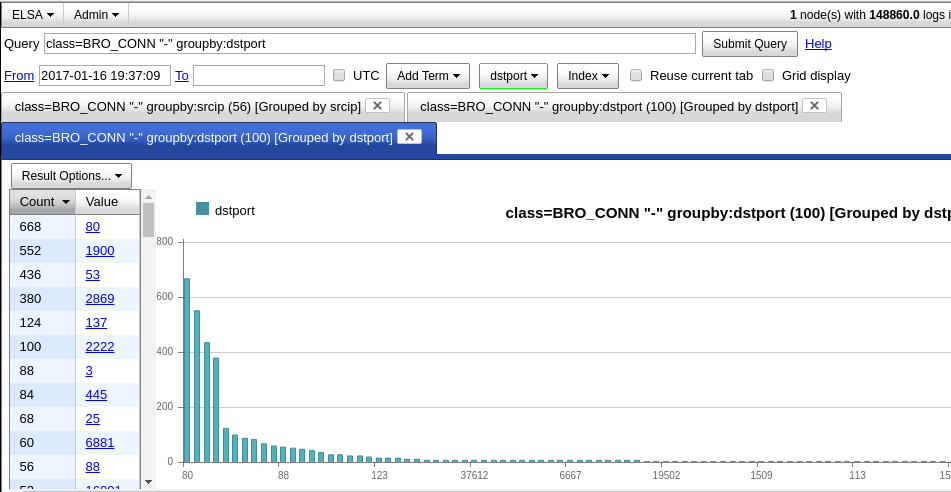 ELSA Admin 1 node(s) with 148860.0 logs i
Query class=BRO_CONN "-" groupby:dstport Submit Query Help
From 2017-01-16 19:37:09 To UTC Add Term dstport Index Reuse current tab Grid display
class=BRO_CONN "-" groupby:srcip (56) [Grouped by srcip] class=BRO_CONN "-" groupby:dstport (100) [Grouped by dstport]
class=BRO_CONN "-" groupby:dstport (100) [Grouped by dstport]
Result Options...
Count Value
668 80
552 1900
436 53
380 2869
124 137
100 2222
88 3
84 445
68 25
60 6881
56 88
dstport
class=BRO_CONN "-" groupby:dstport (100) [Grouped by dstp
800
600
400
200
0
80 88 123 37612 6667 19502 1509 113 15